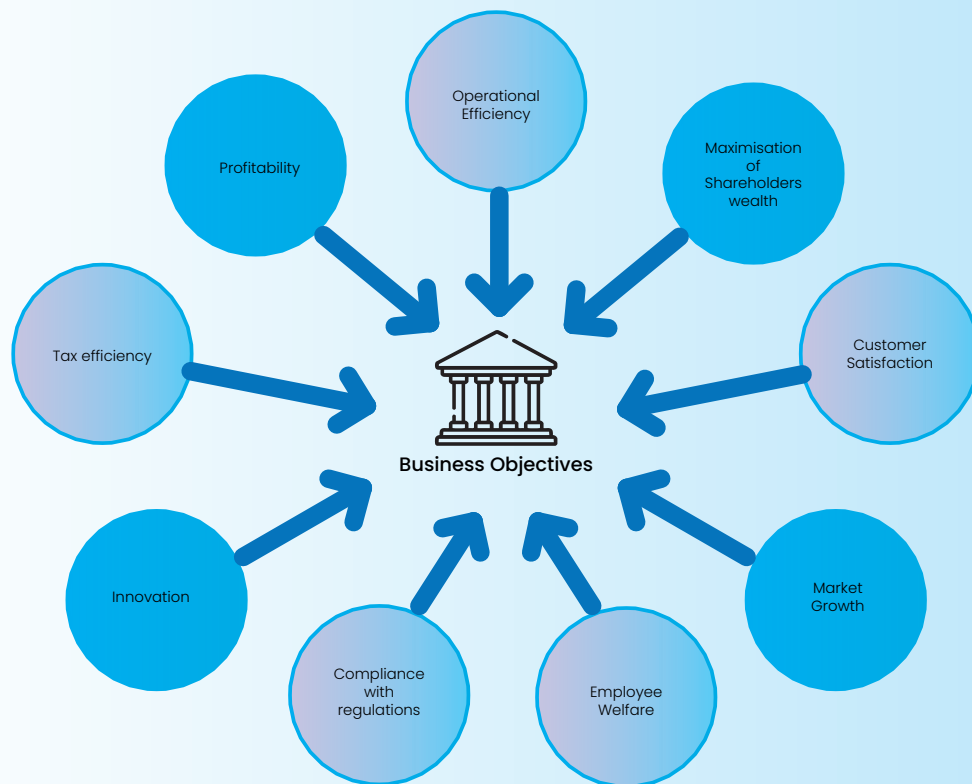 Operational
Efficiency
Profitability
Maximisation
of
Shareholders
wealth
Tax efficiency
Customer
Satisfaction
Business Objectives
Innovation
Market
Growth
Compliance
with
regulations
Employee
Welfare